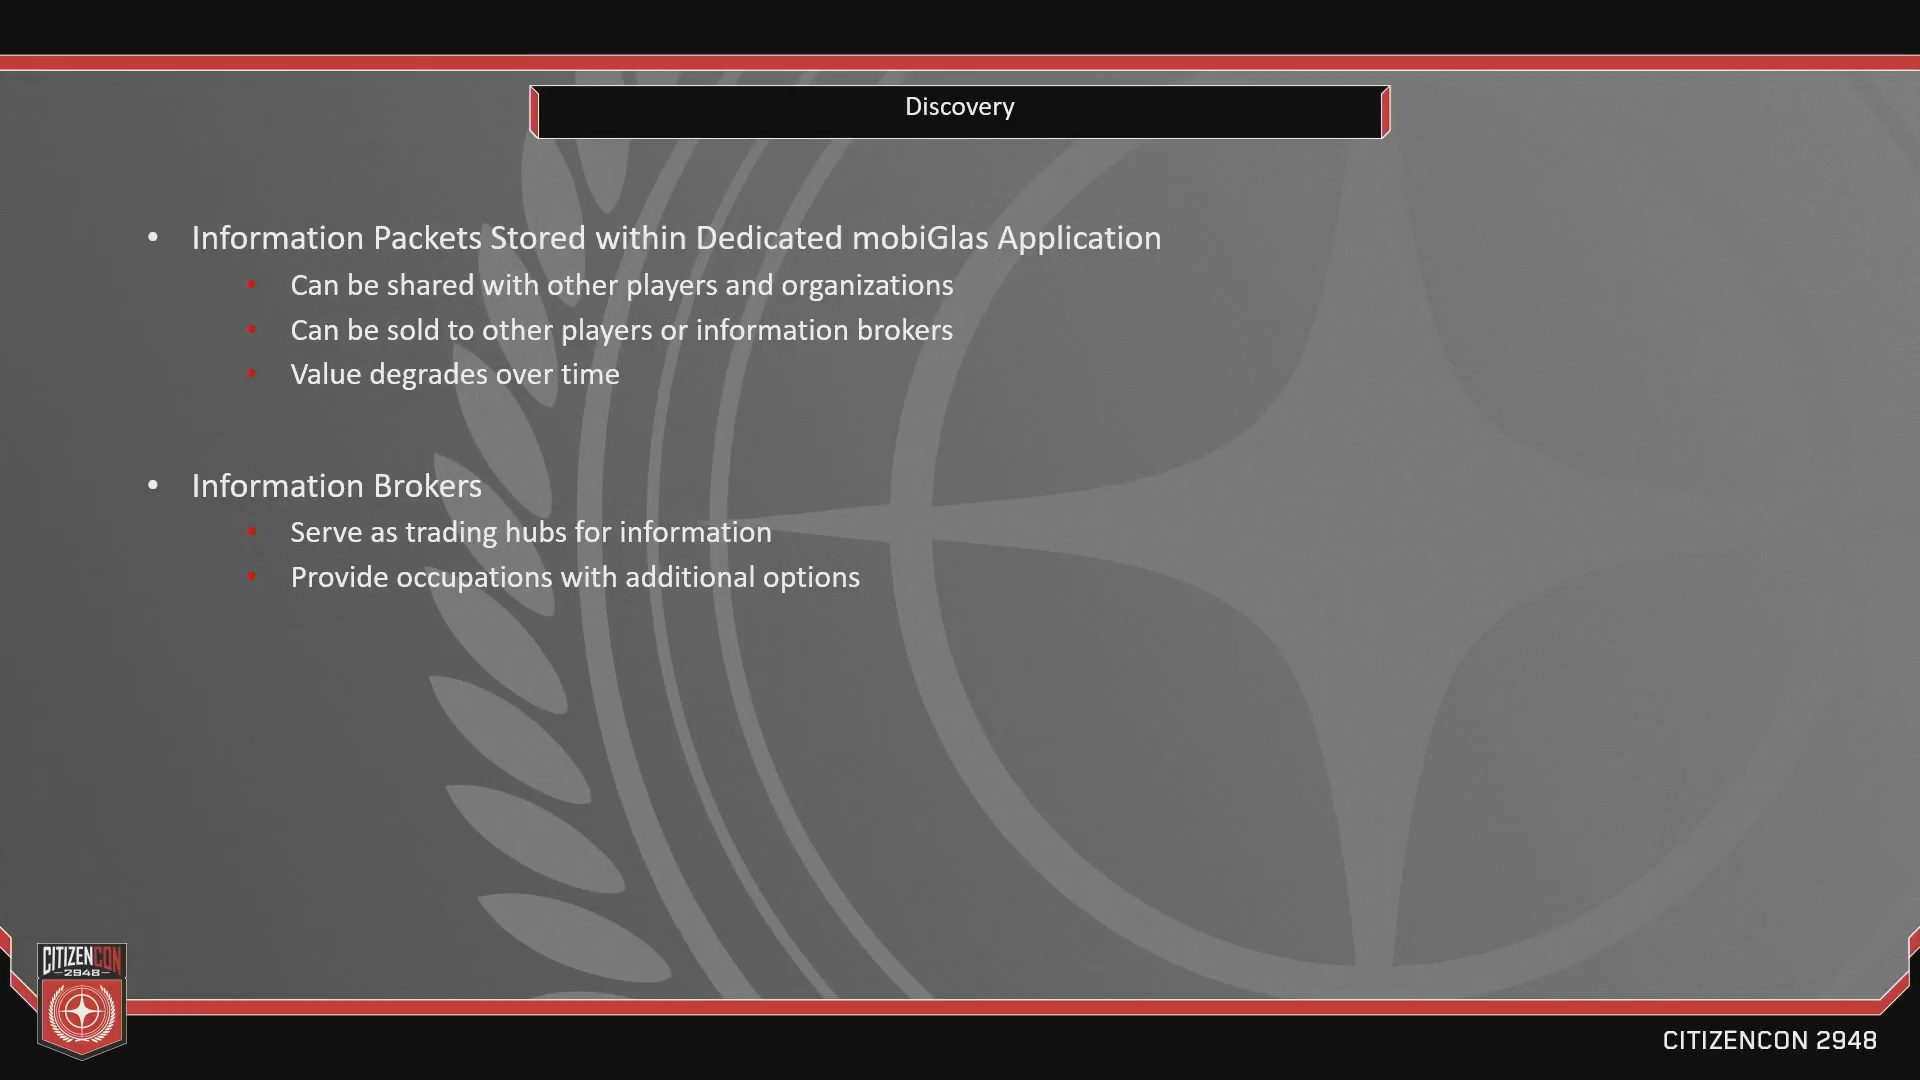 Discovery
• Information Packets Stored within Dedicated mobiGlas Application
• Can be shared with other players and organizations
• Can be sold to other players or information brokers
• Value degrades over time
• Information Brokers
• Serve as trading hubs for information
• Provide occupations with additional options
CITIZENCON
2948
CITIZENCON 2948